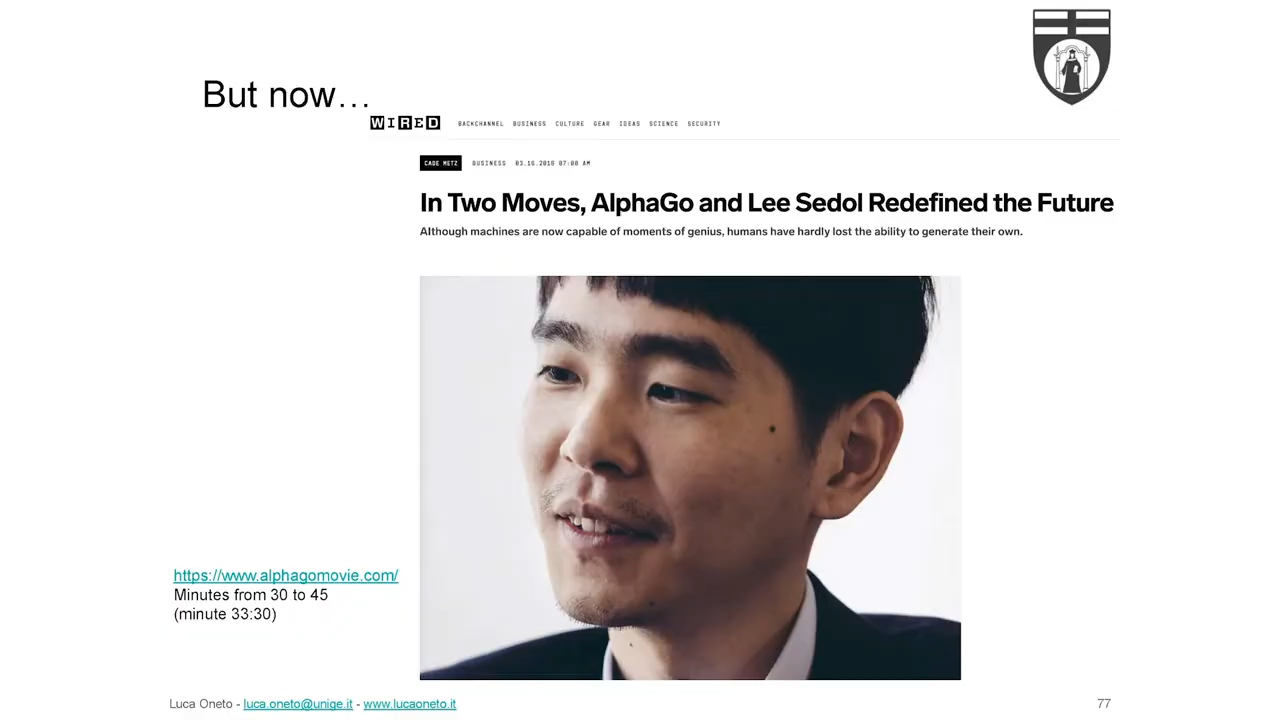 But now…
WIRED BACKCHANNEL BUSINESS CULTURE GEAR IDEAS SCIENCE SECURITY
CADE METZ BUSINESS 03.16.2016 07:00 AM
In Two Moves, AlphaGo and Lee Sedol Redefined the Future
Although machines are now capable of moments of genius, humans have hardly lost the ability to generate their own.
https://www.alphagomovie.com/
Minutes from 30 to 45
(minute 33:30)
Luca Oneto - luca.oneto@unige.it - www.lucaoneto.it 77